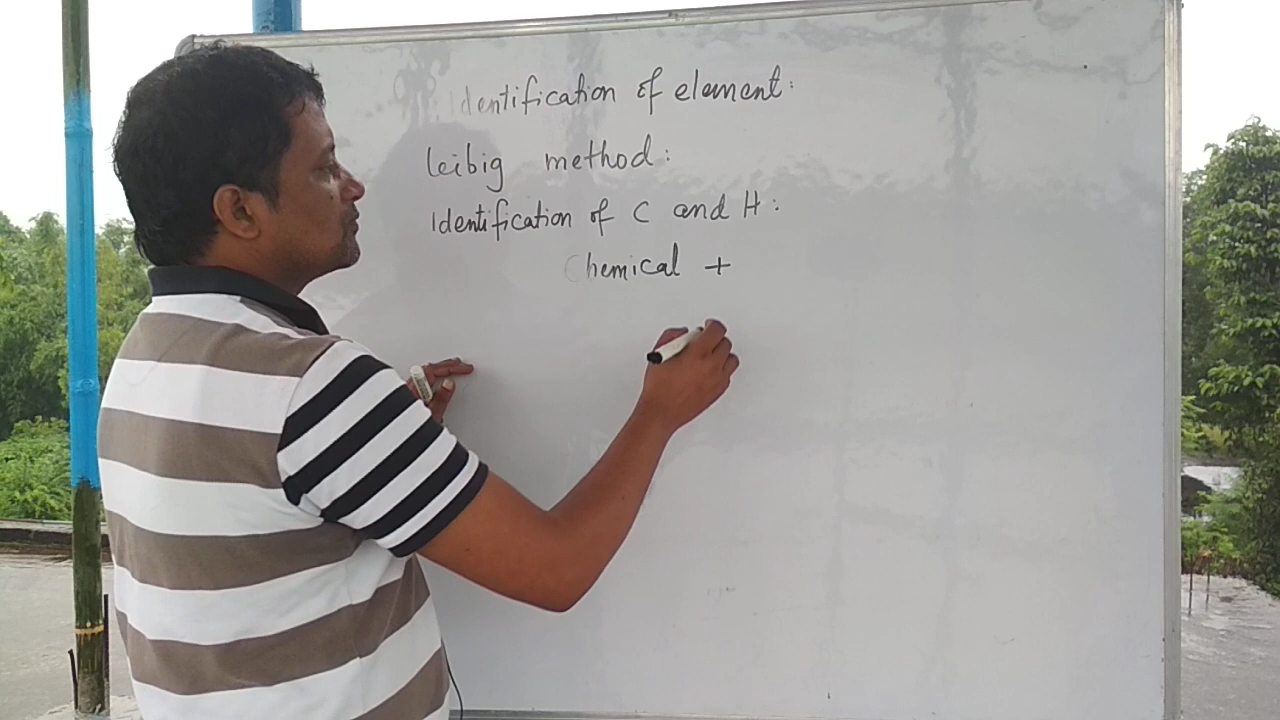 Identification of element:
Leibig method:
Identification of C and H:
Chemical +